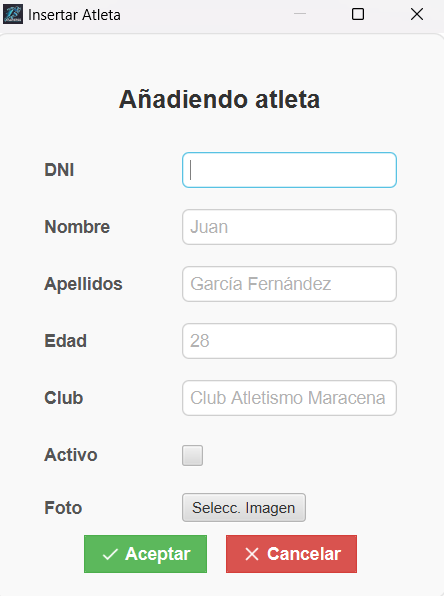 Insertar Atleta
Añadiendo atleta
DNI
Nombre Juan
Apellidos García Fernández
Edad 28
Club Club Atletismo Maracena
Activo
Foto Selecc. Imagen
Aceptar Cancelar